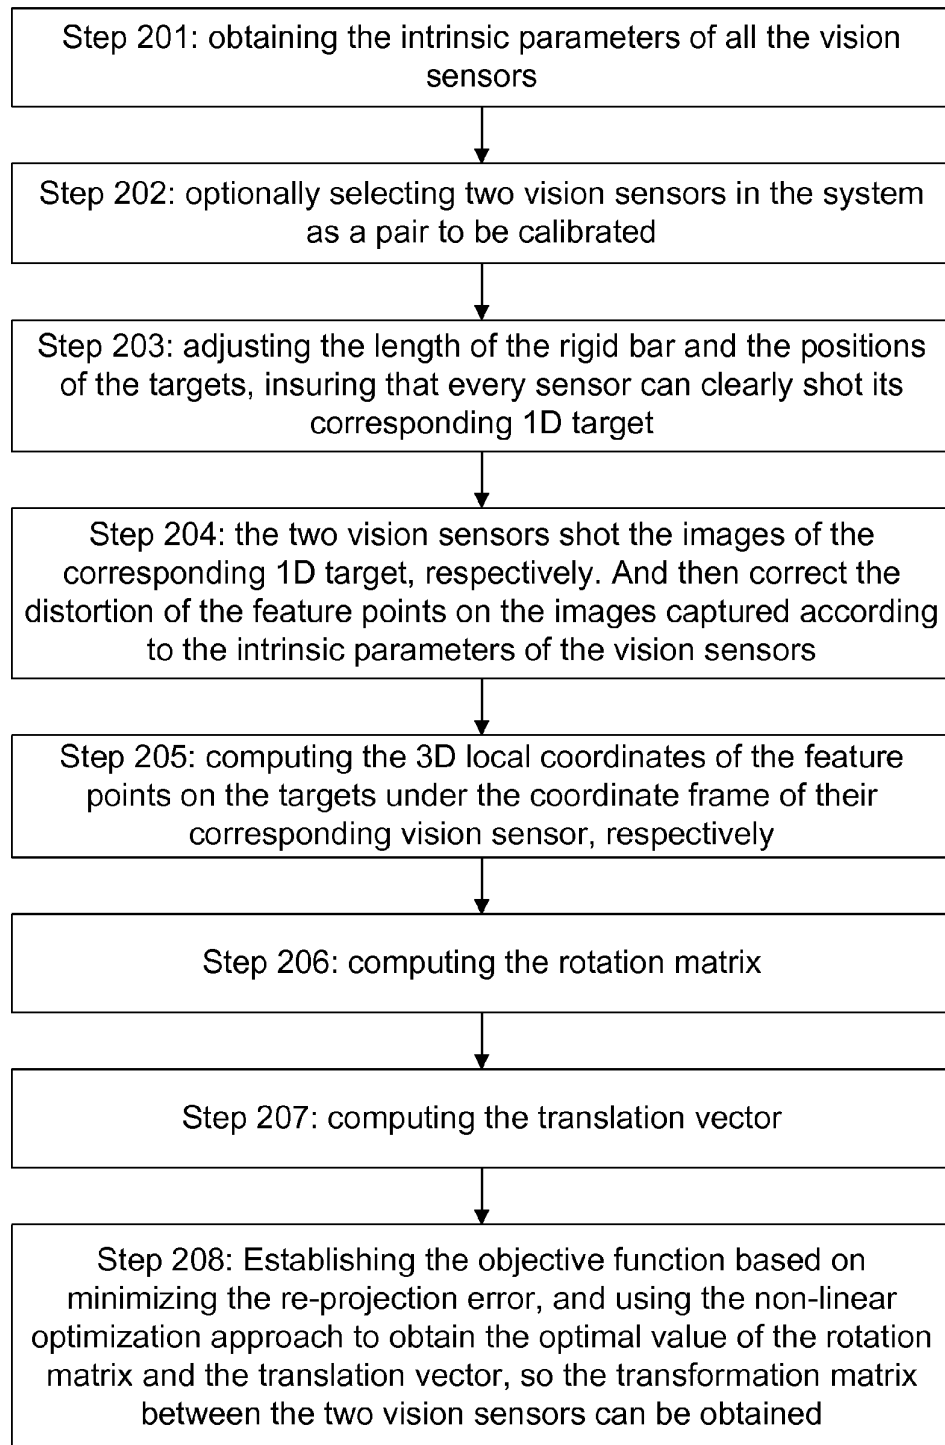 Step 201: obtaining the intrinsic parameters of all the vision
sensors
Step 202: optionally selecting two vision sensors in the system
as a pair to be calibrated
Step 203: adjusting the length of the rigid bar and the positions
of the targets, insuring that every sensor can clearly shot its
corresponding 1D target
Step 204: the two vision sensors shot the images of the
corresponding 1D target, respectively. And then correct the
distortion of the feature points on the images captured according
to the intrinsic parameters of the vision sensors
Step 205: computing the 3D local coordinates of the feature
points on the targets under the coordinate frame of their
corresponding vision sensor, respectively
Step 206: computing the rotation matrix
Step 207: computing the translation vector
Step 208: Establishing the objective function based on
minimizing the re-projection error, and using the non-linear
optimization approach to obtain the optimal value of the rotation
matrix and the translation vector, so the transformation matrix
between the two vision sensors can be obtained